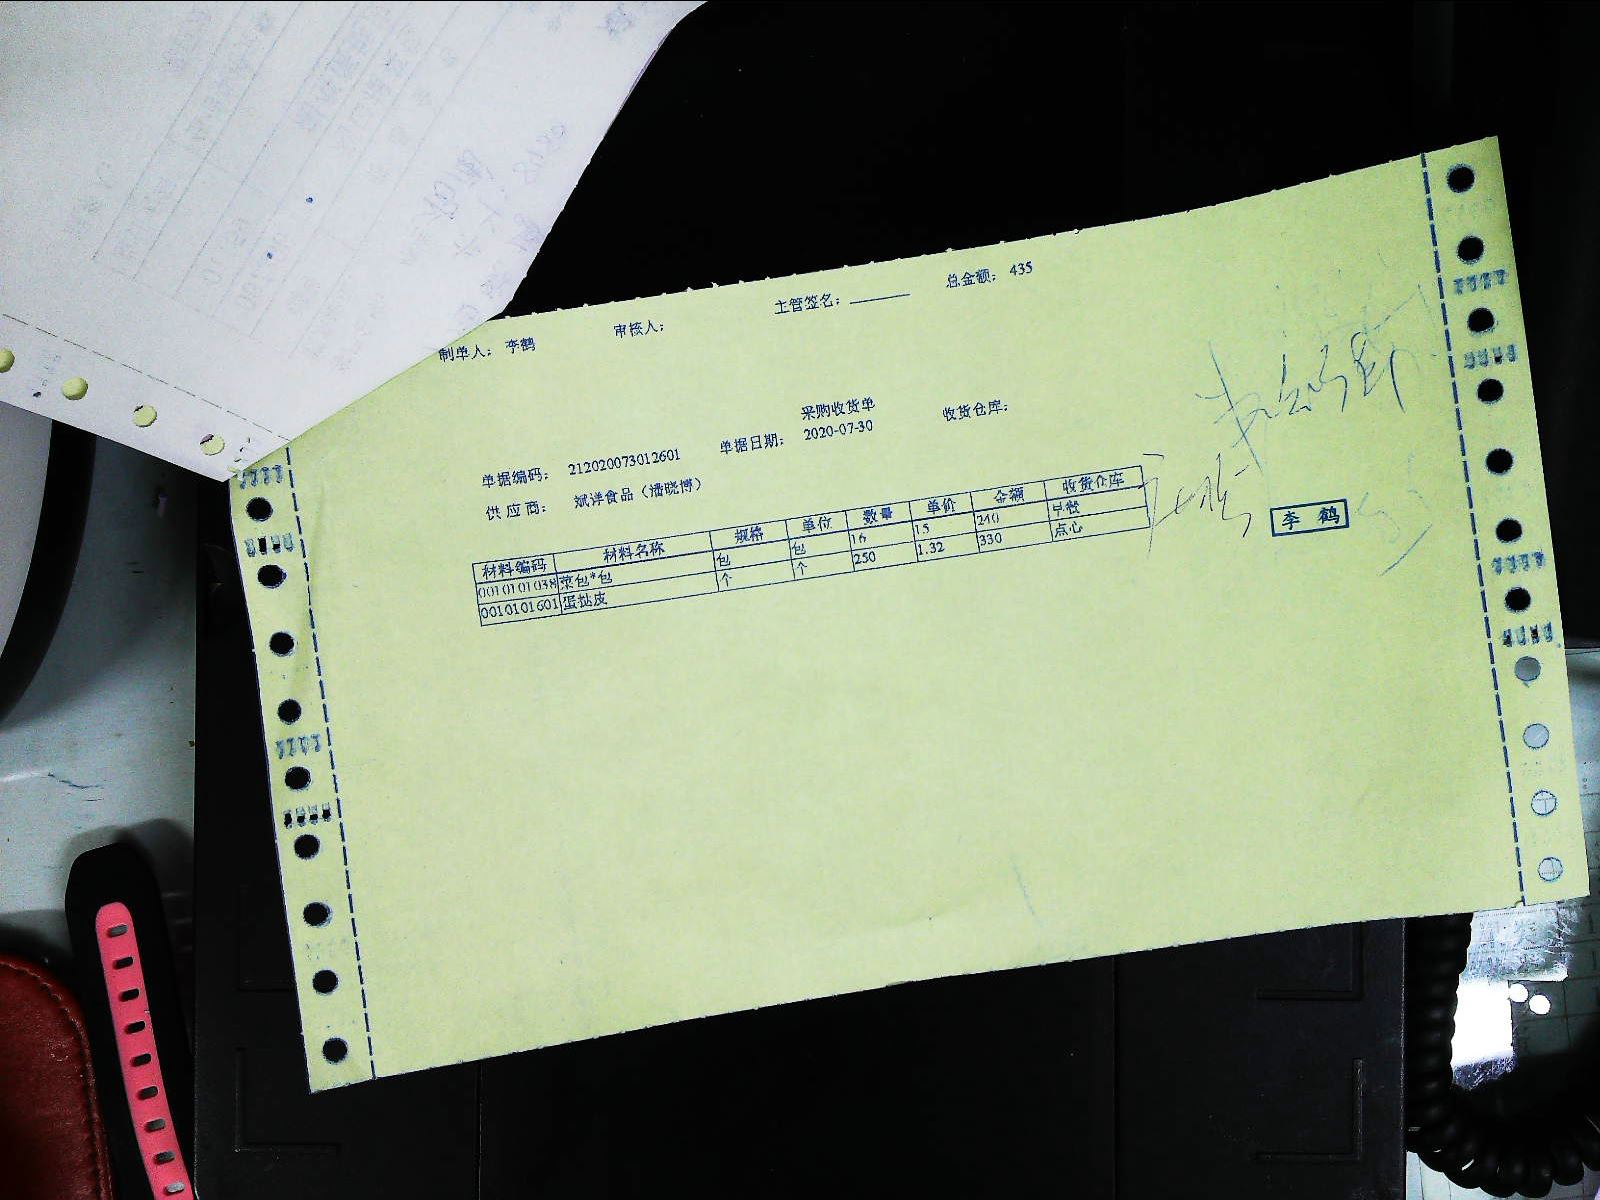 制单人： 李鹤 审核人： 主管签名： 总金额： 435
采购收货单
单据编码： 212020073012601 单据日期： 2020-07-30 收货仓库：
供 应 商： 斌洋食品（潘晓博）
材料编码 材料名称 规格 单位 数量 单价 金额 收货仓库
0010101038 菜包*包 包 包 16 15 240 早餐
0010101601 蛋挞皮 个 个 250 1.32 330 点心
李 鹤